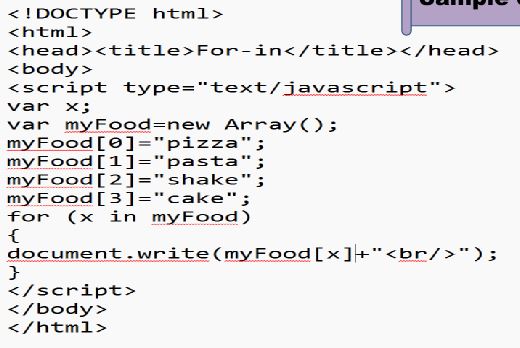 Sample
<!DOCTYPE html>
<html>
<head><title>For-in</title></head>
<body>
<script type="text/javascript">
var x;
var myFood=new Array();
myFood[0]="pizza";
myFood[1]="pasta";
myFood[2]="shake";
myFood[3]="cake";
for (x in myFood)
{
document.write(myFood[x]+"<br/>");
}
</script>
</body>
</html>